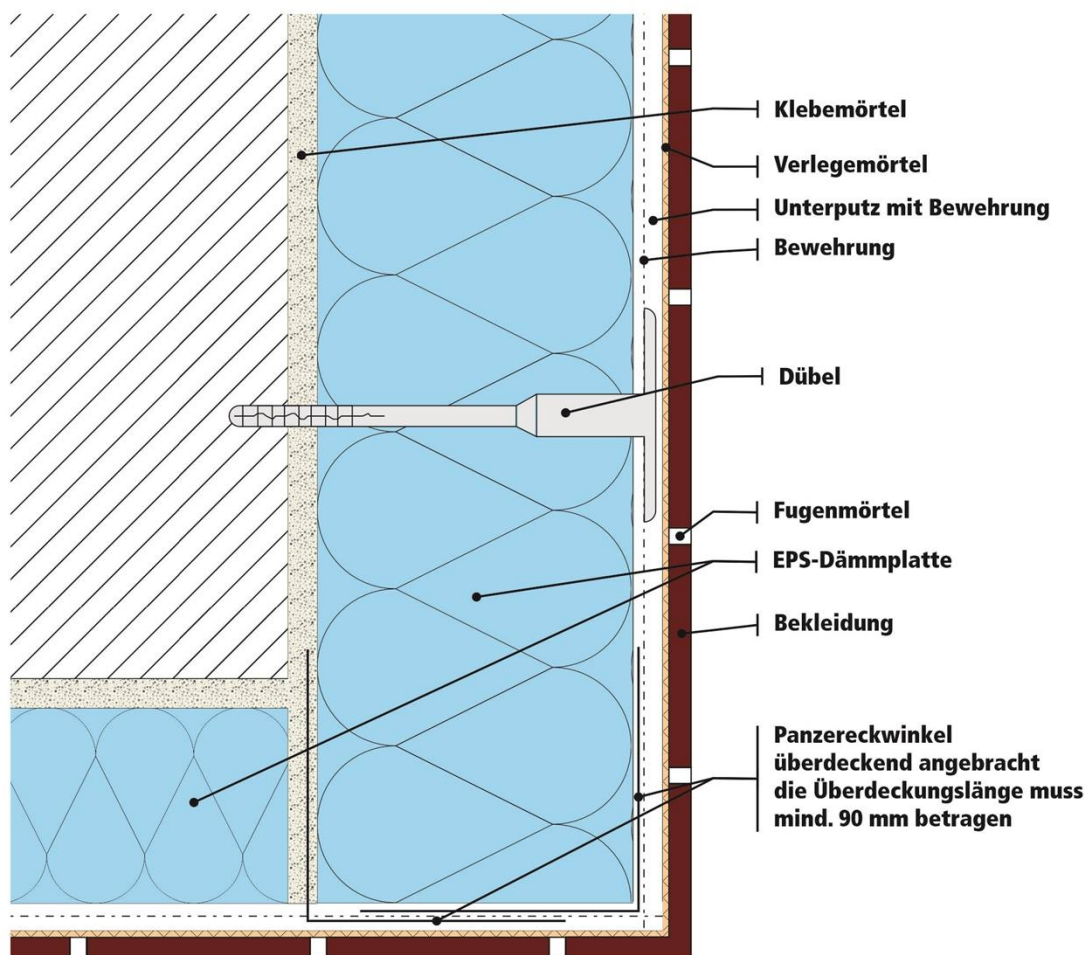 Klebemörtel
Verlegemörtel
Unterputz mit Bewehrung
Bewehrung
Dübel
Fugenmörtel
EPS-Dämmplatte
Bekleidung
Panzereckwinkel
überdeckend angebracht
die Überdeckungslänge muss
mind. 90 mm betragen